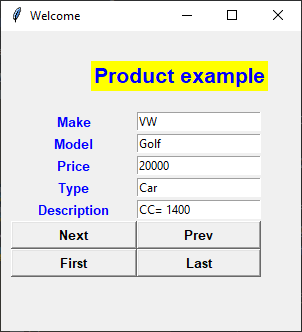 Welcome
Product example
Make VW
Model Golf
Price 20000
Type Car
Description CC= 1400
Next Prev
First Last